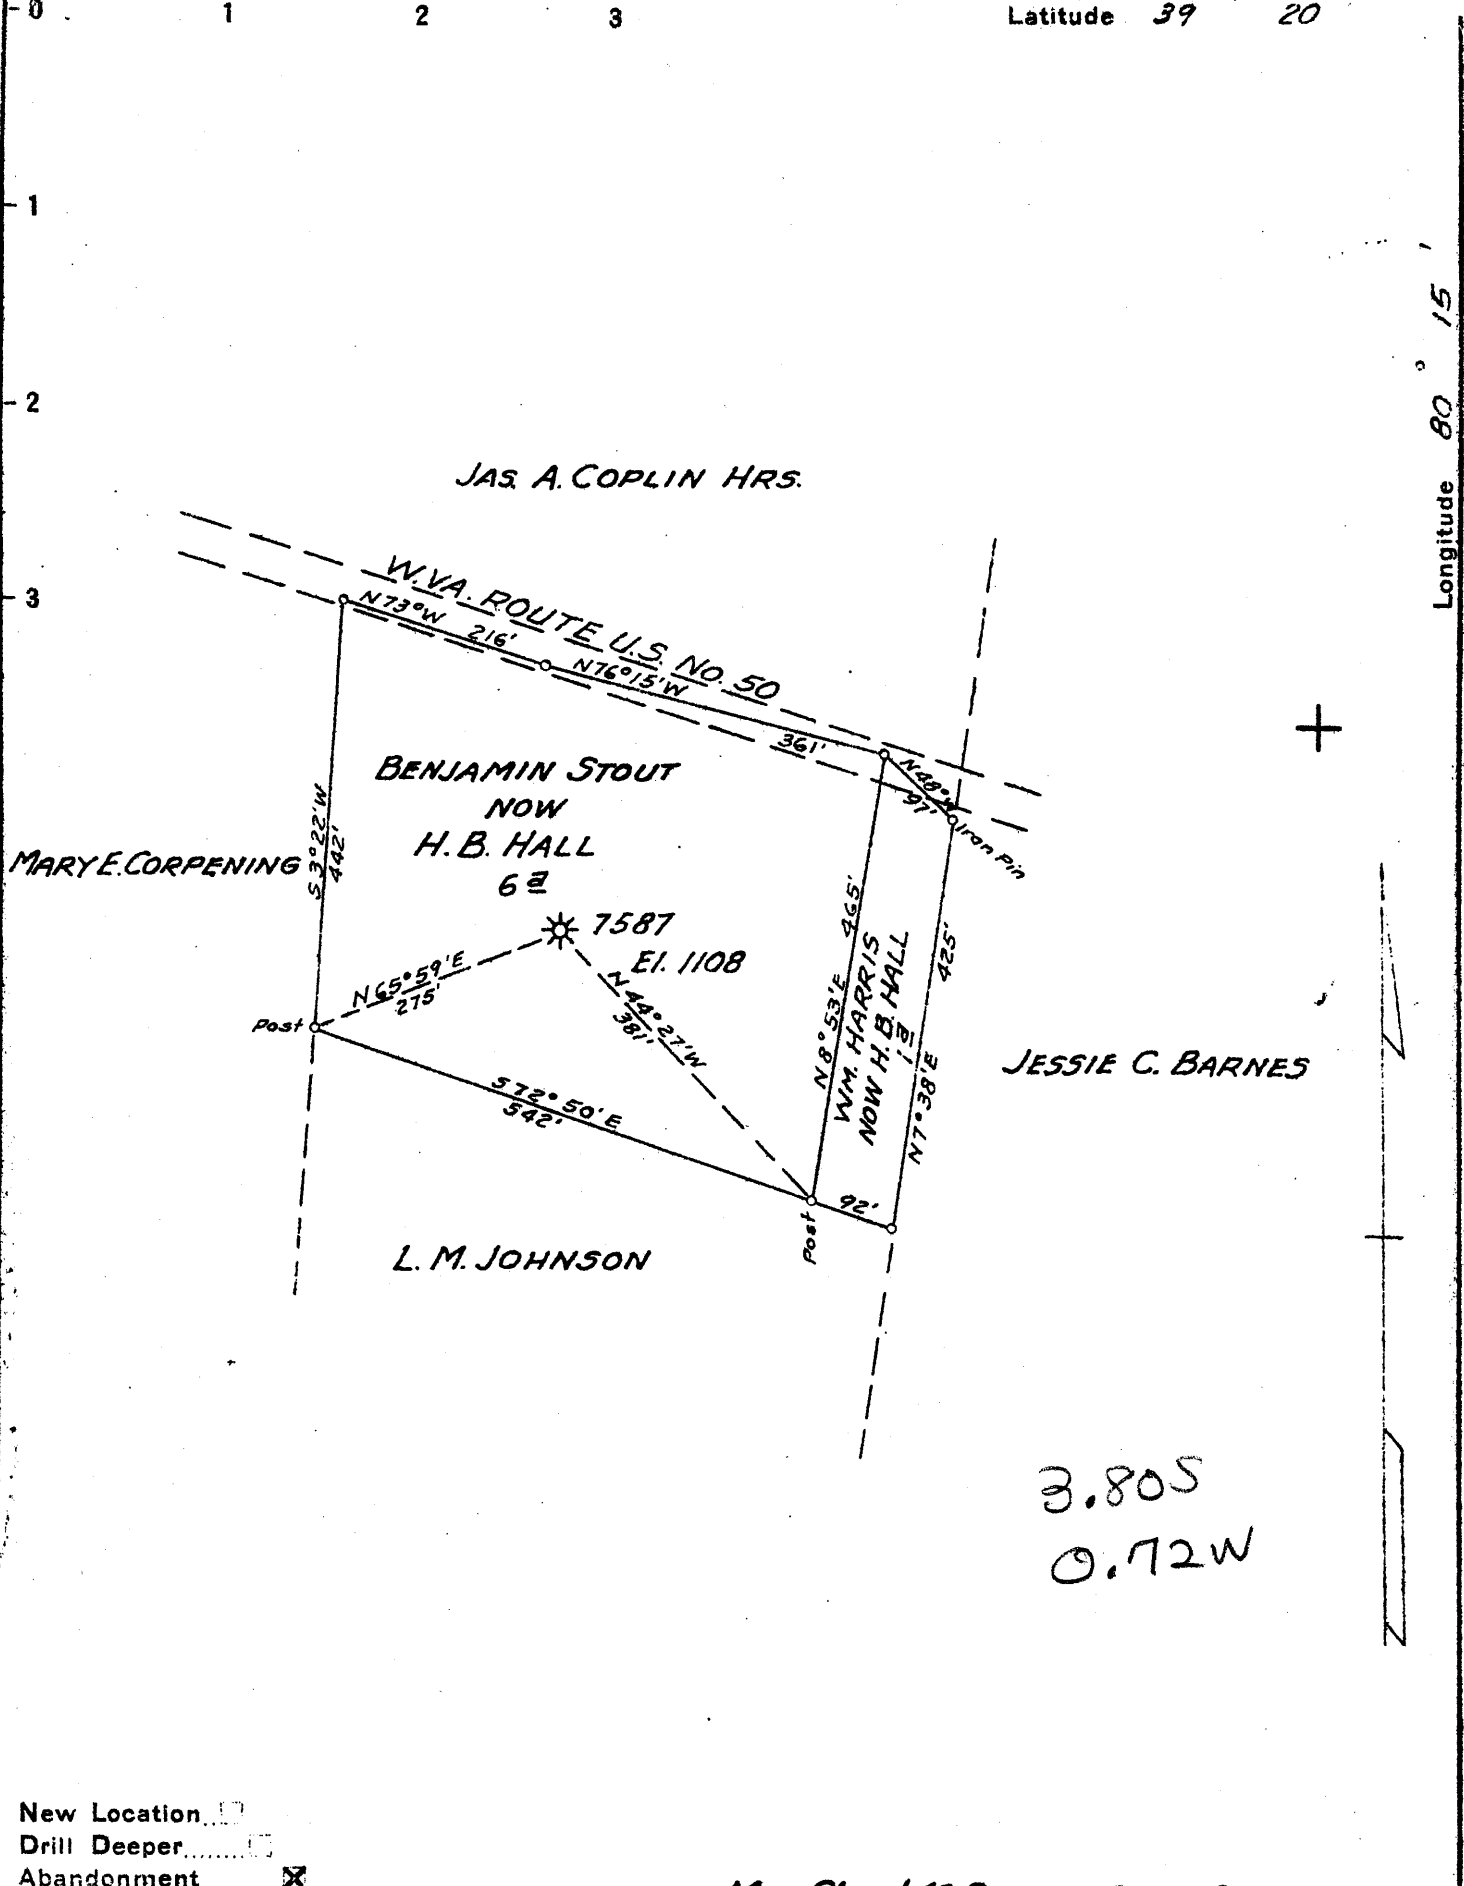 0 1 2 3
Latitude 39 20
1
2
3
Longitude 80 ° 15 '
JAS. A. COPLIN HRS.
W.VA. ROUTE U.S. NO. 50
N73°W
216'
N76°15'W
361'
N48°W
97'
Iron Pin
BENJAMIN STOUT
NOW
H. B. HALL
6 a
S3°22'W
442'
MARY E. CORPENING
7587
El. 1108
N65°59'E
275'
N44°27'W
381'
Post
465'
N8°53'E
WM. HARRIS
NOW H.B. HALL
1 a
425'
N7°38'E
JESSIE C. BARNES
S72°50'E
542'
92'
Post
L. M. JOHNSON
3.80S
0.72W
New Location
Drill Deeper
Abandonment